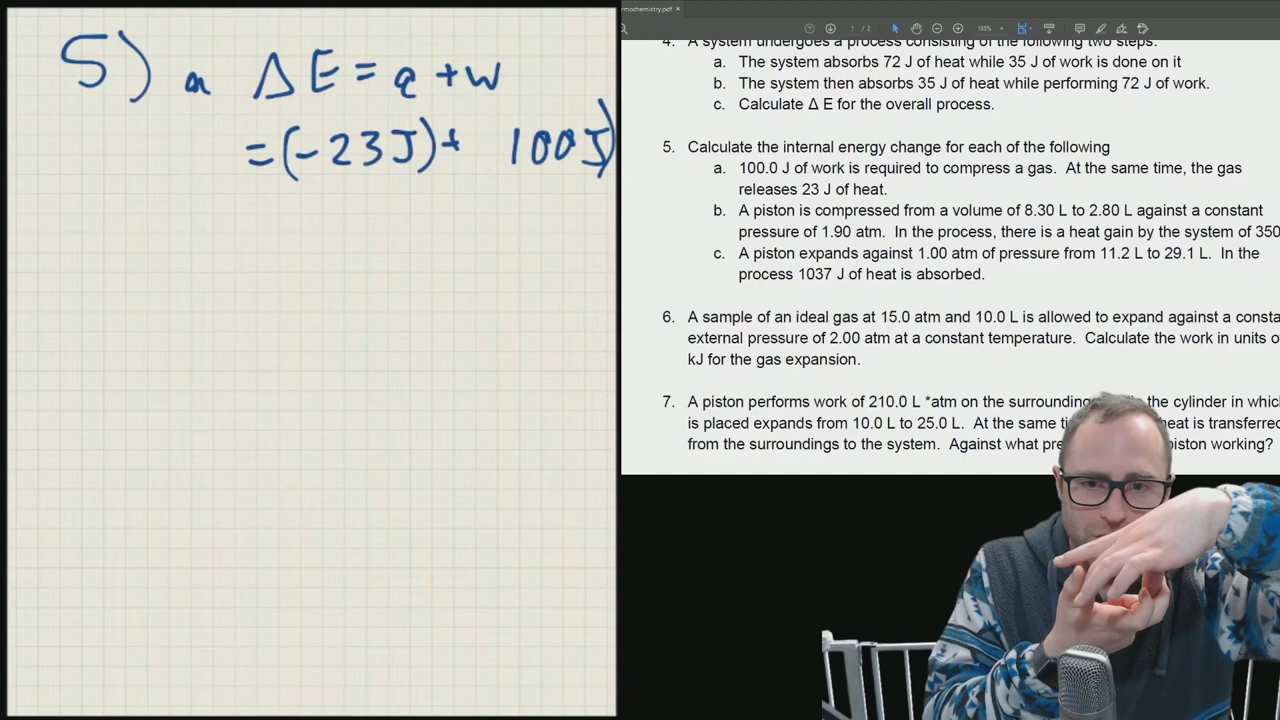 5) a ΔE = q + w
= (-23J) + 100J)
rmochemistry.pdf ×
1 / 2
195%
4. A system undergoes a process consisting of the following two steps:
a. The system absorbs 72 J of heat while 35 J of work is done on it
b. The system then absorbs 35 J of heat while performing 72 J of work.
c. Calculate Δ E for the overall process.
5. Calculate the internal energy change for each of the following
a. 100.0 J of work is required to compress a gas. At the same time, the gas
releases 23 J of heat.
b. A piston is compressed from a volume of 8.30 L to 2.80 L against a constant
pressure of 1.90 atm. In the process, there is a heat gain by the system of 350
c. A piston expands against 1.00 atm of pressure from 11.2 L to 29.1 L. In the
process 1037 J of heat is absorbed.
6. A sample of an ideal gas at 15.0 atm and 10.0 L is allowed to expand against a consta
external pressure of 2.00 atm at a constant temperature. Calculate the work in units o
kJ for the gas expansion.
7. A piston performs work of 210.0 L *atm on the surrounding the cylinder in whic
is placed expands from 10.0 L to 25.0 L. At the same ti heat is transferred
from the surroundings to the system. Against what pre piston working?